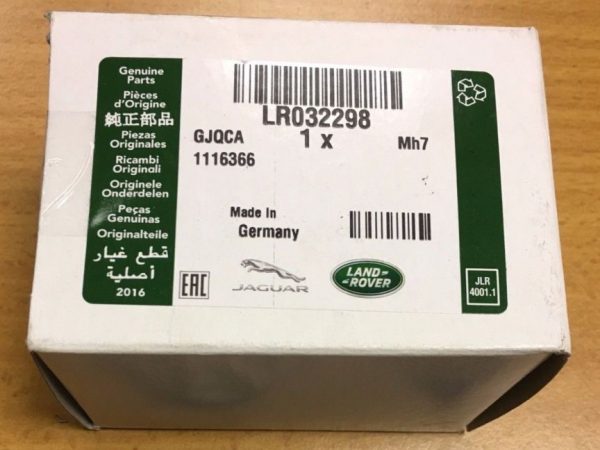 Genuine
Parts
Pièces
d'Origine
純正部品
Piezas
Originales
Ricambi
Originali
Originele
Onderdelen
Peças
Genuínas
Originalteile
قطع غيار
أصلية
2016
LR032298
1 x
GJQCA
1116366
Mh7
Made In
Germany
EAC
JAGUAR
LAND-
ROVER
JLR
4001.1